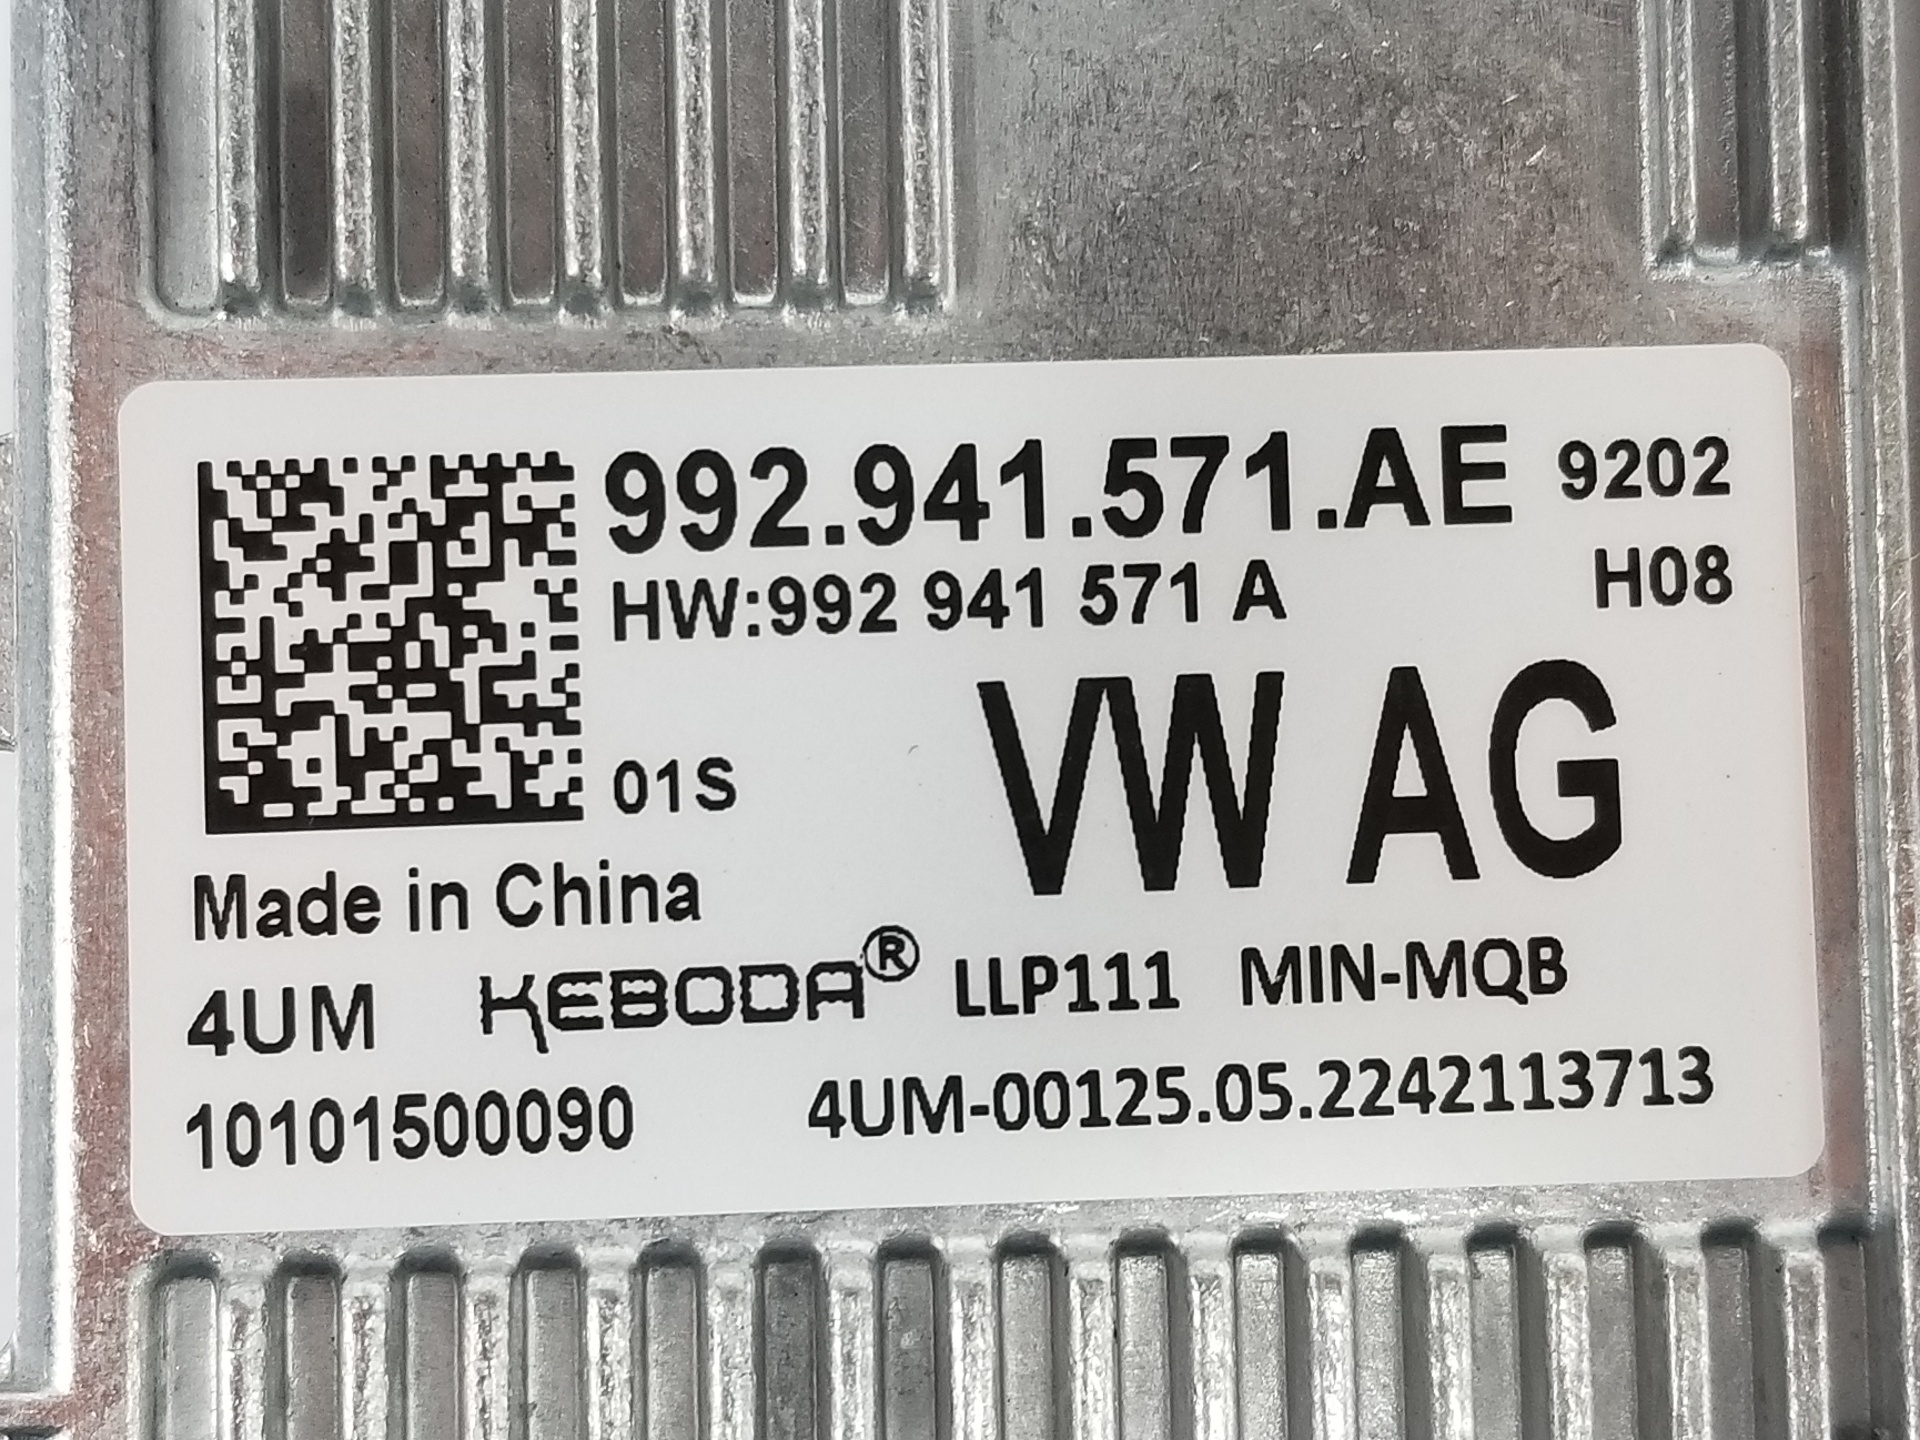 992.941.571.AE 9202
HW:992 941 571 A H08
VW AG
01S
Made in China
4UM KEBODA® LLP111 MIN-MQB
10101500090 4UM-00125.05.2242113713